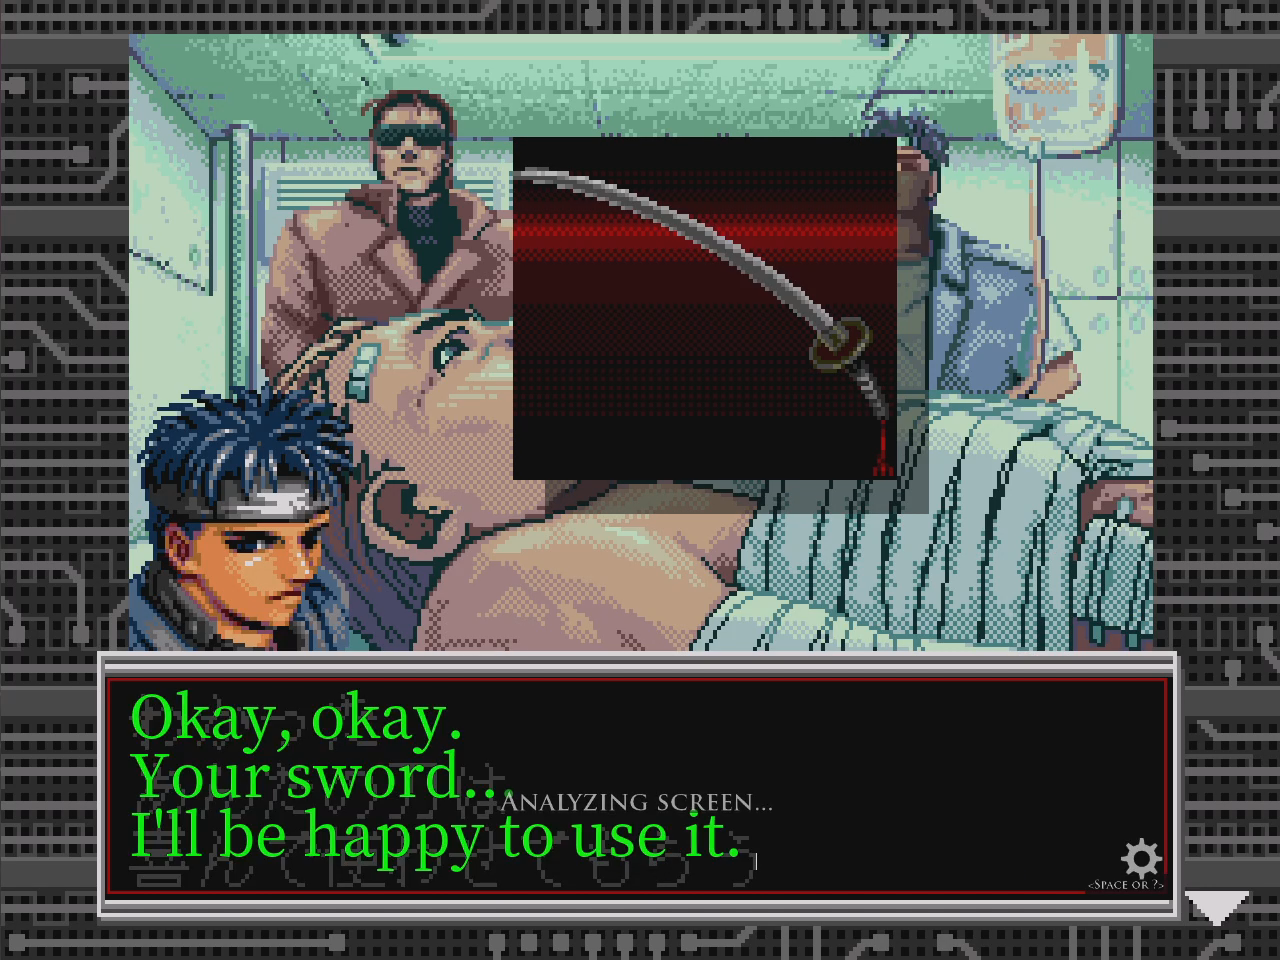 Okay, okay.
Your sword...
I'll be happy to use it.
ANALYZING SCREEN...
<SPACE OR ?>